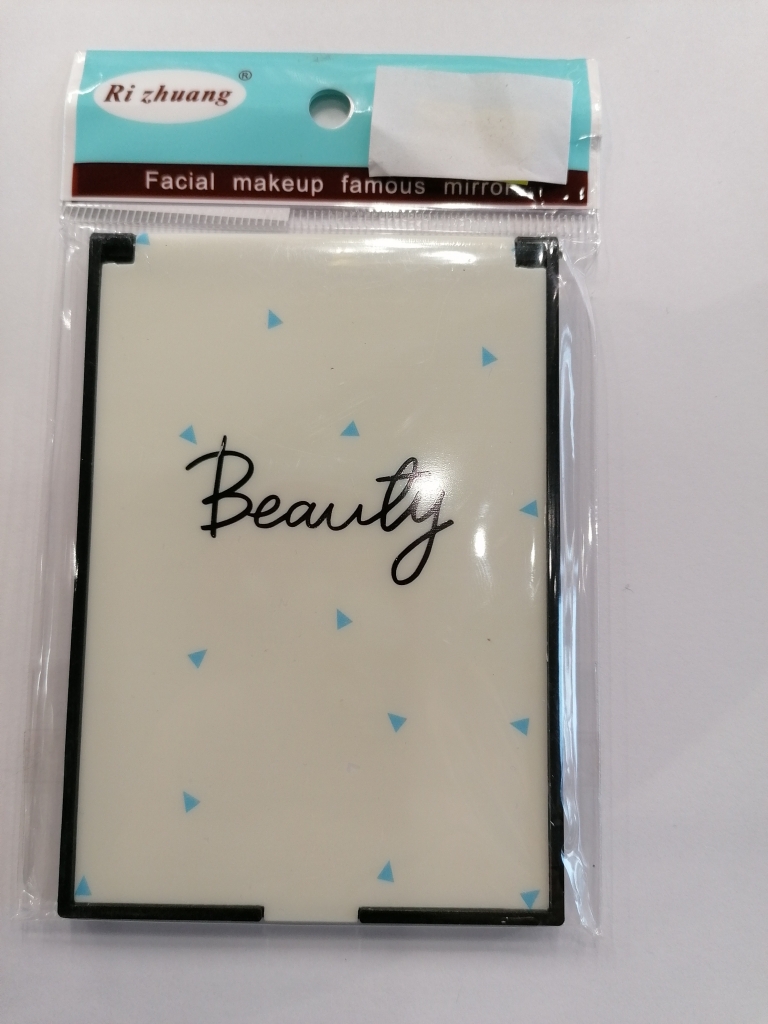 Ri zhuang®
Facial makeup famous mirror
Beauty